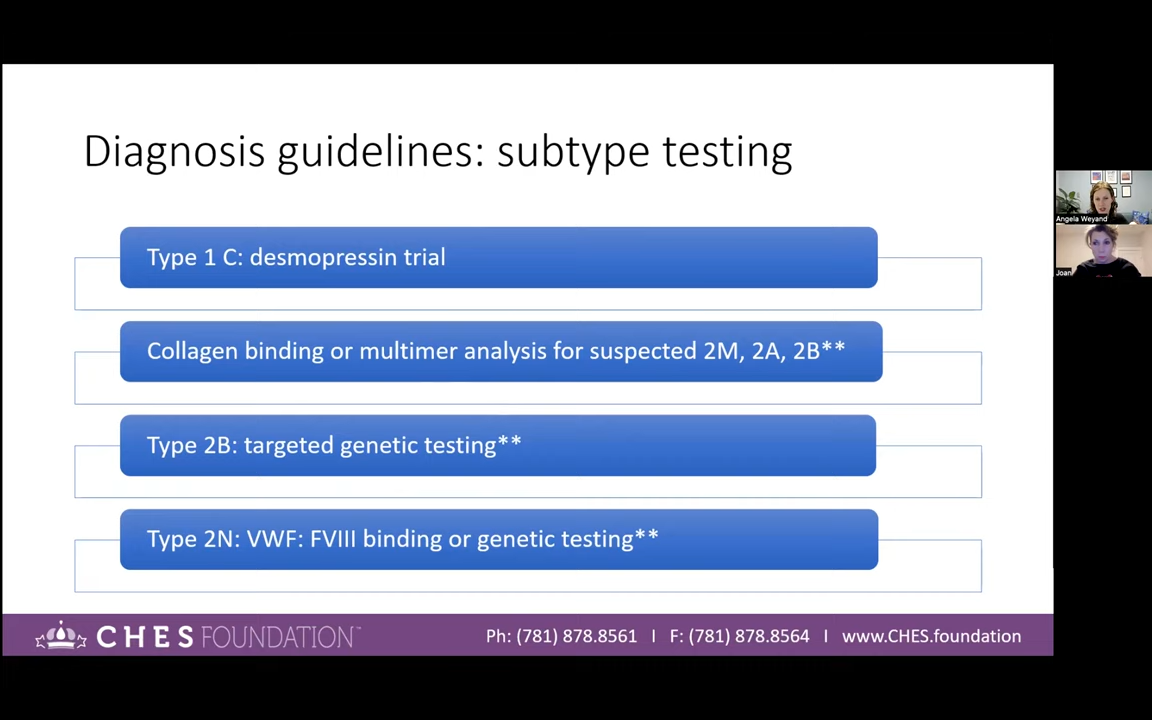 Diagnosis guidelines: subtype testing
Type 1 C: desmopressin trial
Collagen binding or multimer analysis for suspected 2M, 2A, 2B**
Type 2B: targeted genetic testing**
Type 2N: VWF: FVIII binding or genetic testing**
CHES FOUNDATION™ Ph: (781) 878.8561 I F: (781) 878.8564 I www.CHES.foundation
Angela Weyand
Joan